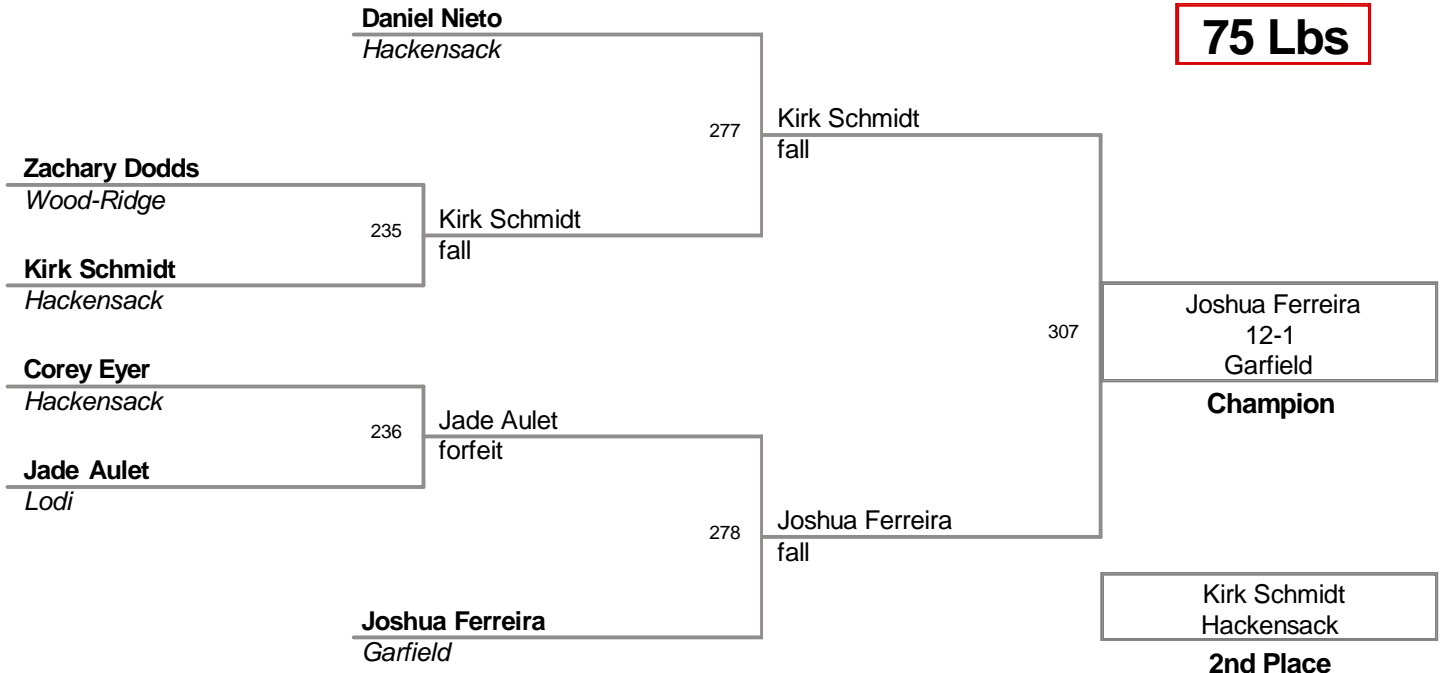 Daniel Nieto
Hackensack
75 Lbs
277
Kirk Schmidt
fall
Zachary Dodds
Wood-Ridge
235
Kirk Schmidt
fall
Kirk Schmidt
Hackensack
307
Joshua Ferreira
12-1
Garfield
Champion
Corey Eyer
Hackensack
236
Jade Aulet
forfeit
Jade Aulet
Lodi
278
Joshua Ferreira
fall
Joshua Ferreira
Garfield
Kirk Schmidt
Hackensack
2nd Place